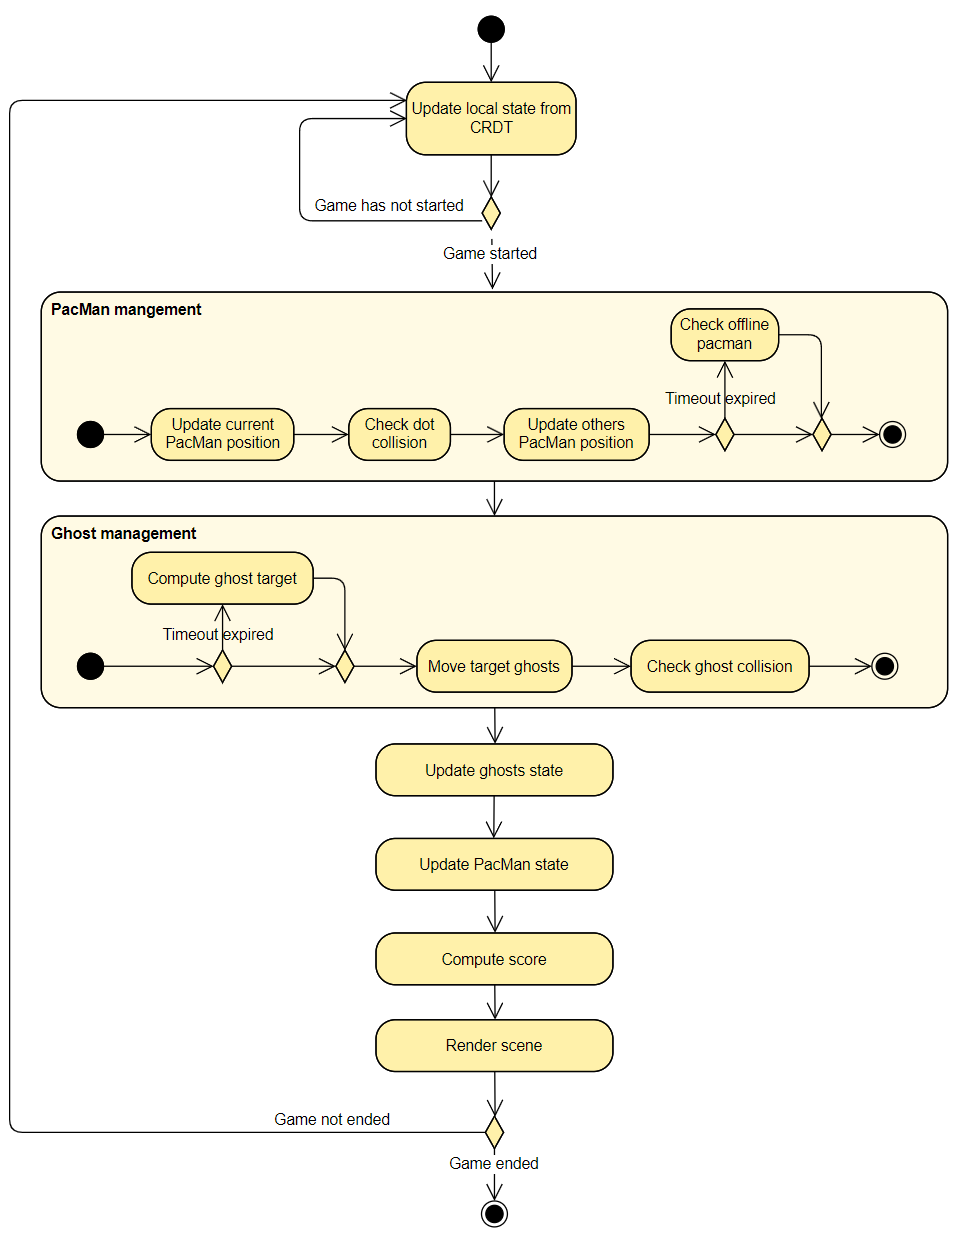 Update local state from
CRDT
Game has not started
Game started
PacMan mangement
Check offline
pacman
Timeout expired
Update current
PacMan position
Check dot
collision
Update others
PacMan position
Ghost management
Compute ghost target
Timeout expired
Move target ghosts
Check ghost collision
Update ghosts state
Update PacMan state
Compute score
Render scene
Game not ended
Game ended